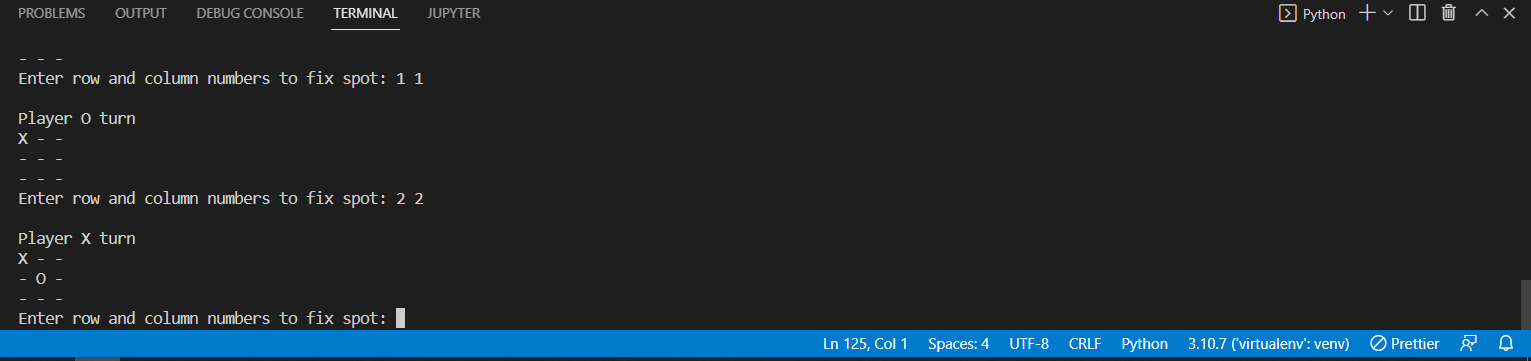 PROBLEMS OUTPUT DEBUG CONSOLE TERMINAL JUPYTER Python
- - -
Enter row and column numbers to fix spot: 1 1
Player O turn
X - -
- - -
- - -
Enter row and column numbers to fix spot: 2 2
Player X turn
X - -
- O -
- - -
Enter row and column numbers to fix spot:
Ln 125, Col 1 Spaces: 4 UTF-8 CRLF Python 3.10.7 ('virtualenv': venv) Prettier